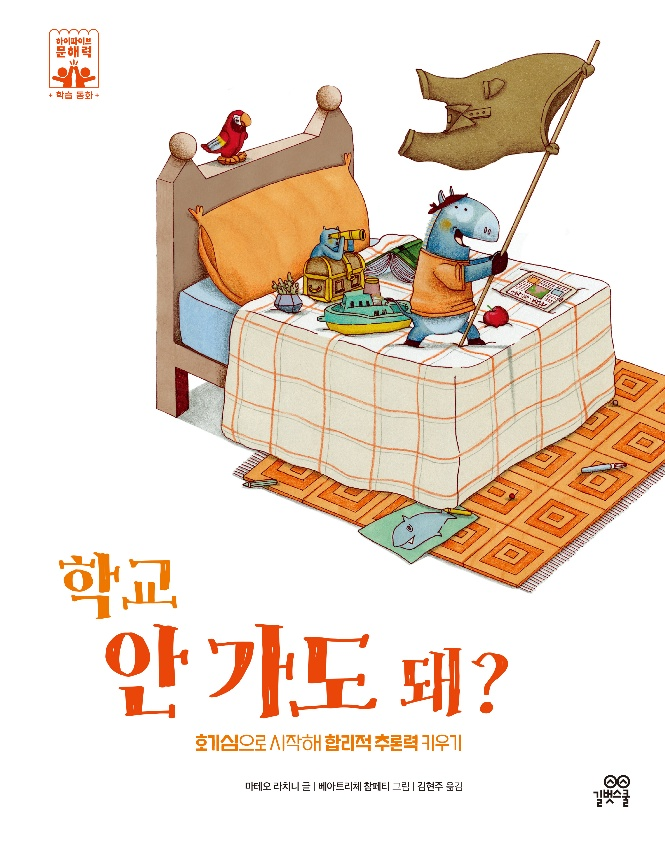 하이파이브
문해력
+ 학습 동화 +
학교
안 가도 돼?
호기심으로 시작해 합리적 추론력 키우기
마테오 라치니 글 | 베아트리체 참페티 그림 | 김현주 옮김
길벗스쿨